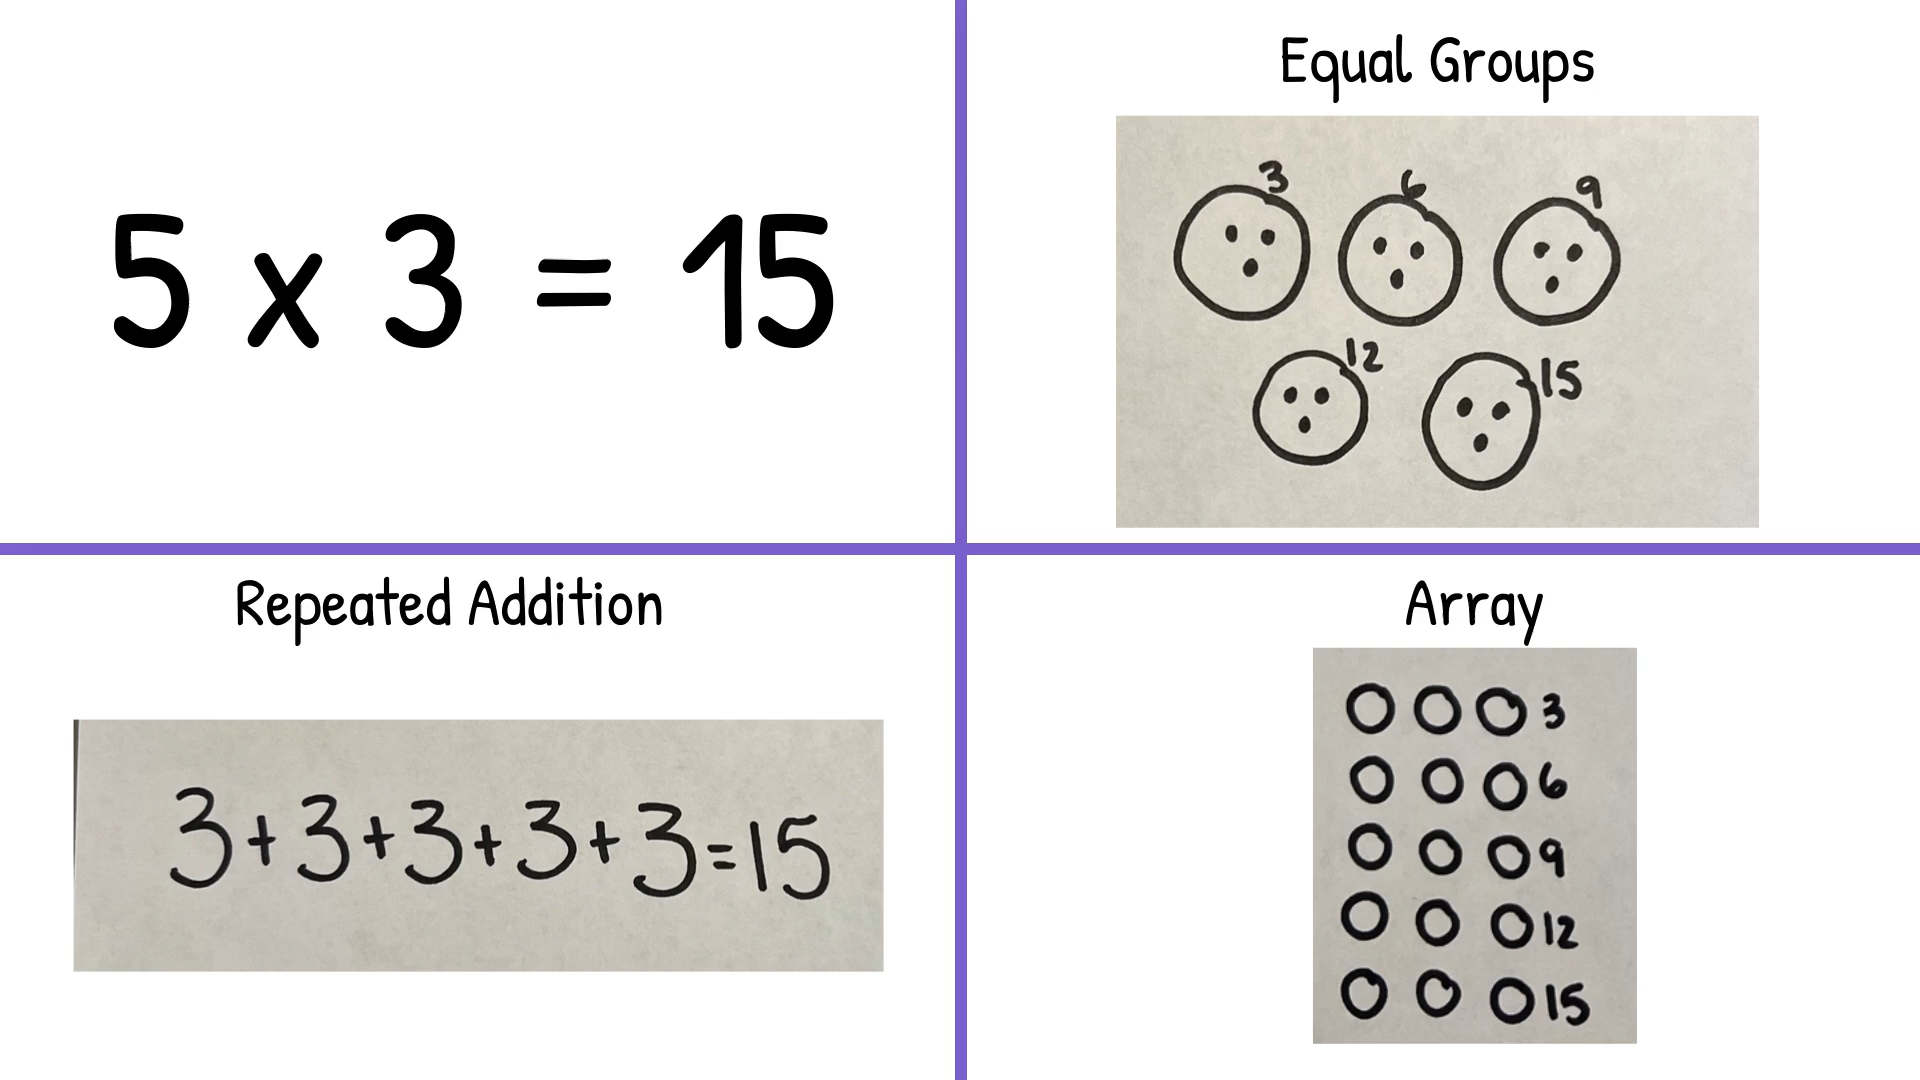 5 x 3 = 15
Equal Groups
3 6 9
12 15
Repeated Addition
3+3+3+3+3=15
Array
3
6
9
12
15